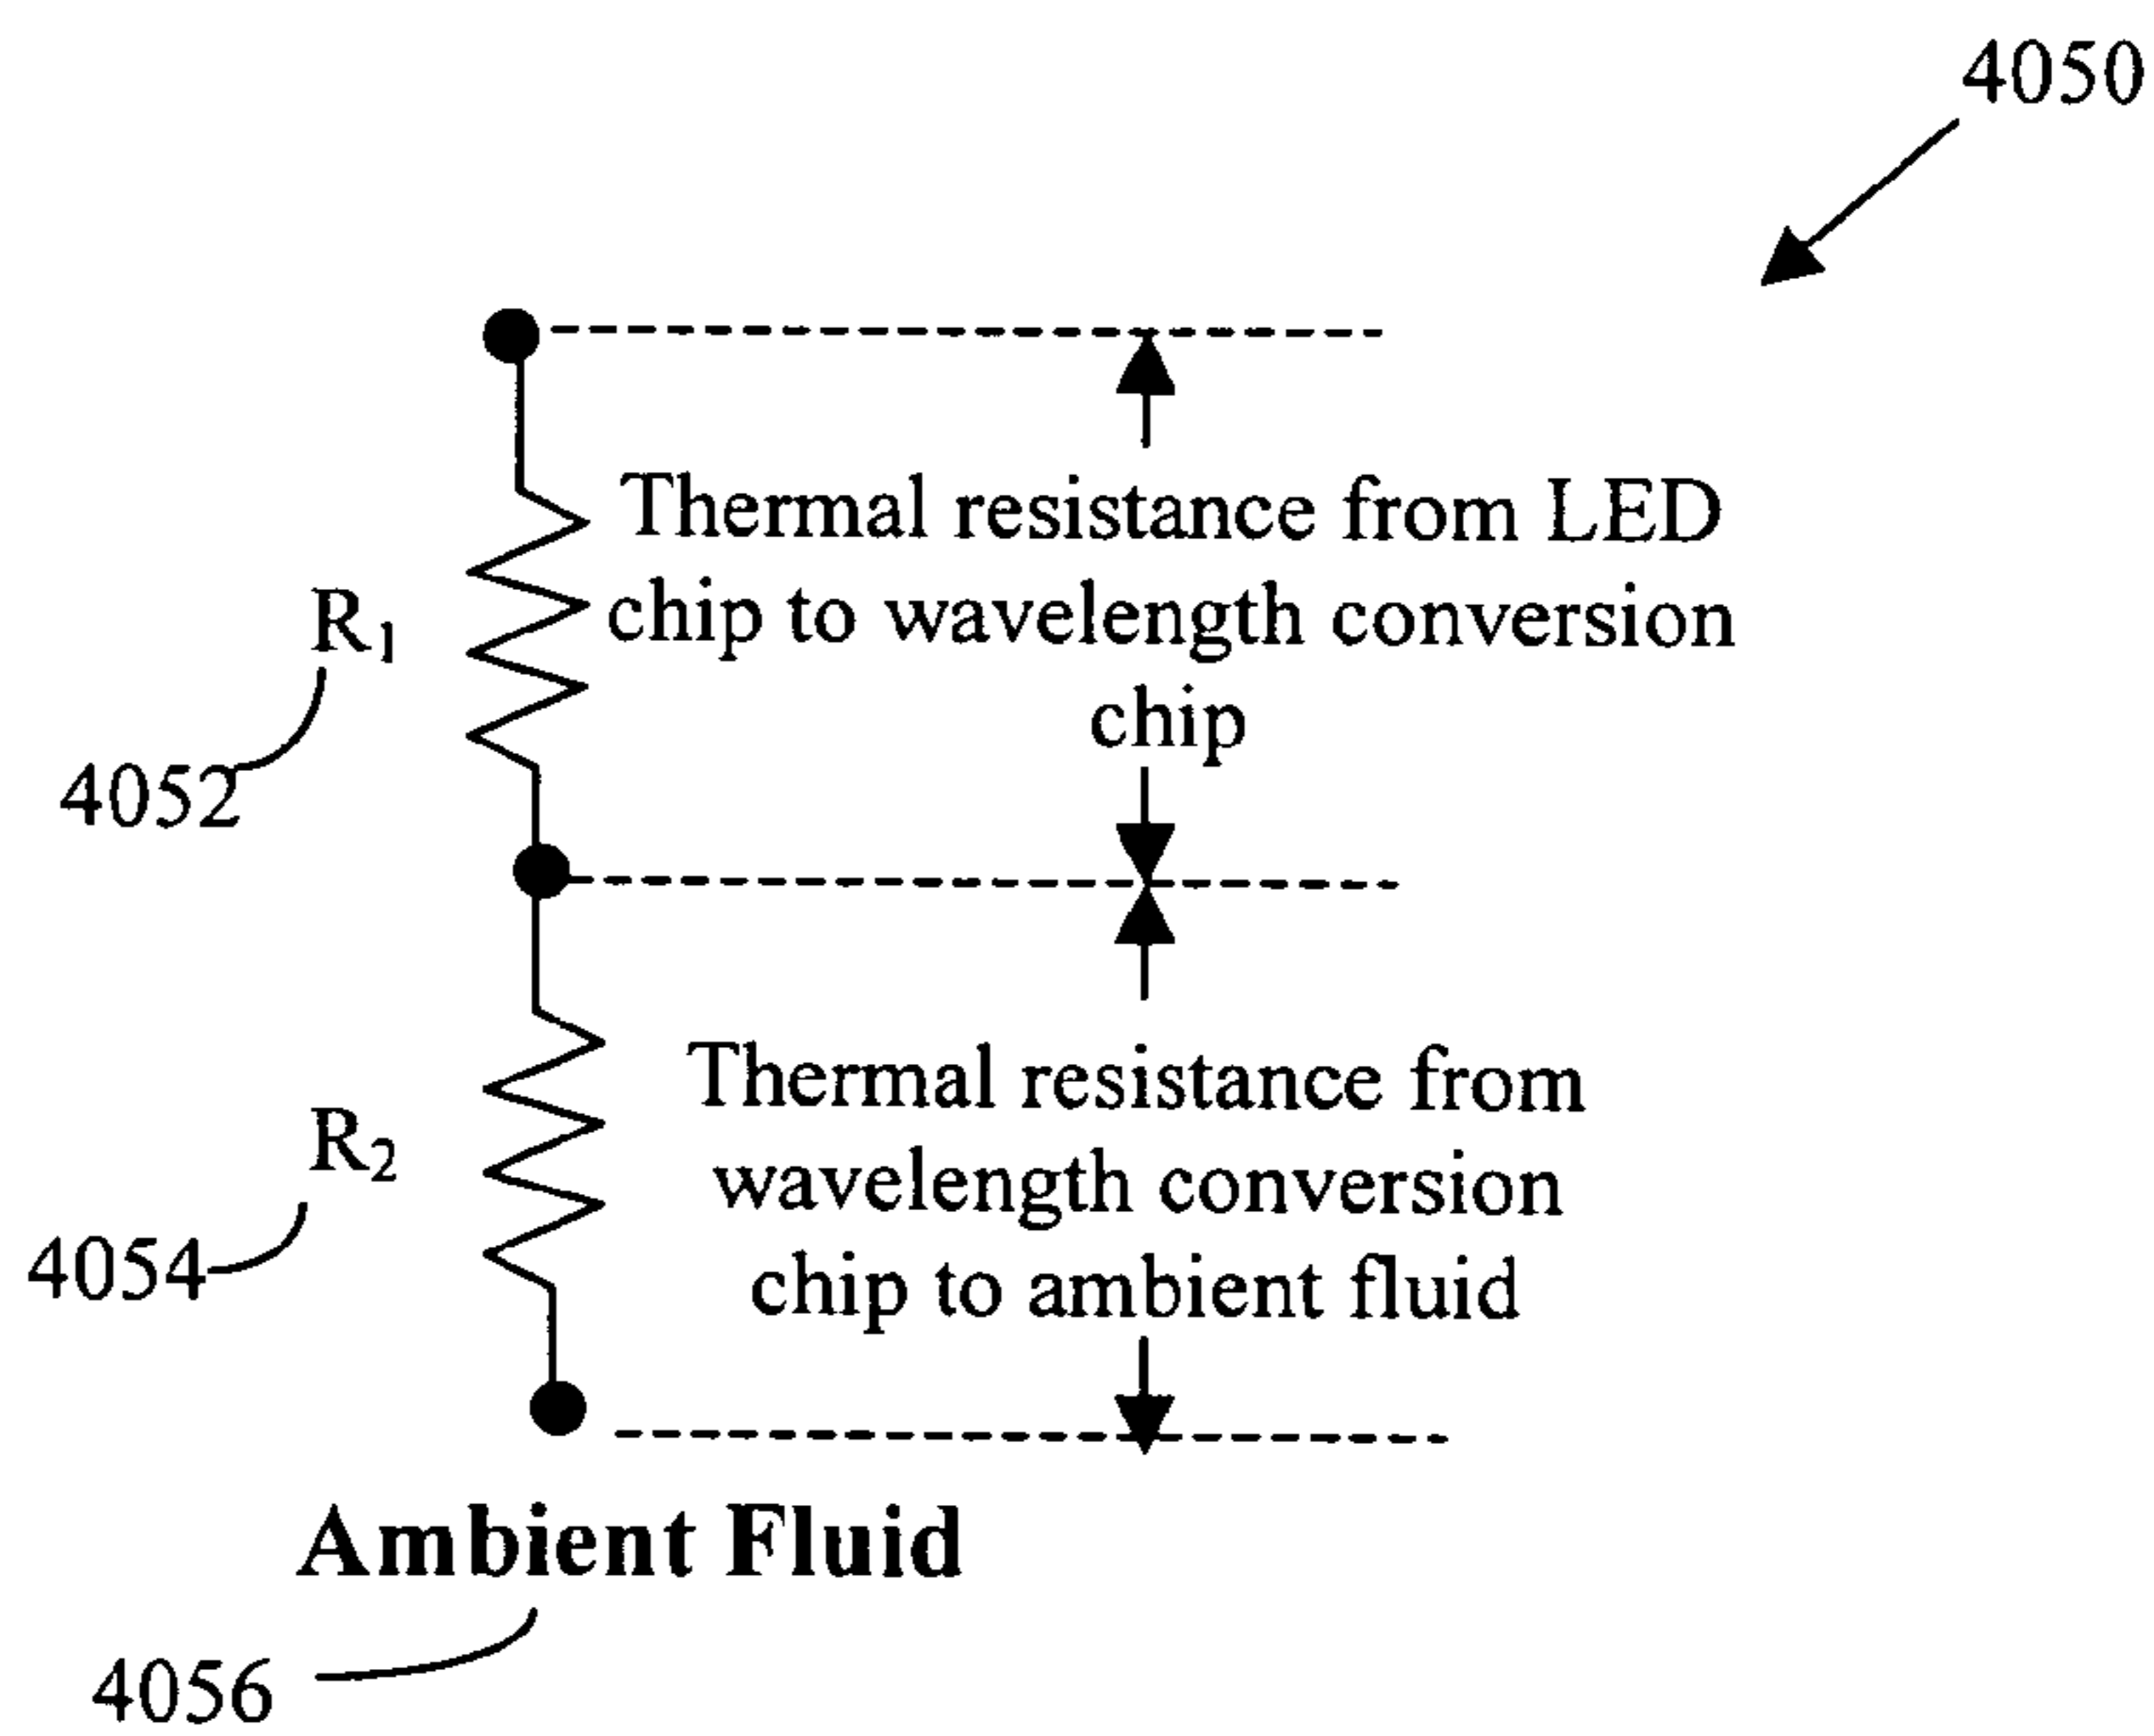 4050
Thermal resistance from LED
chip to wavelength conversion
chip
R₁
4052
Thermal resistance from
wavelength conversion
chip to ambient fluid
R₂
4054
Ambient Fluid
4056